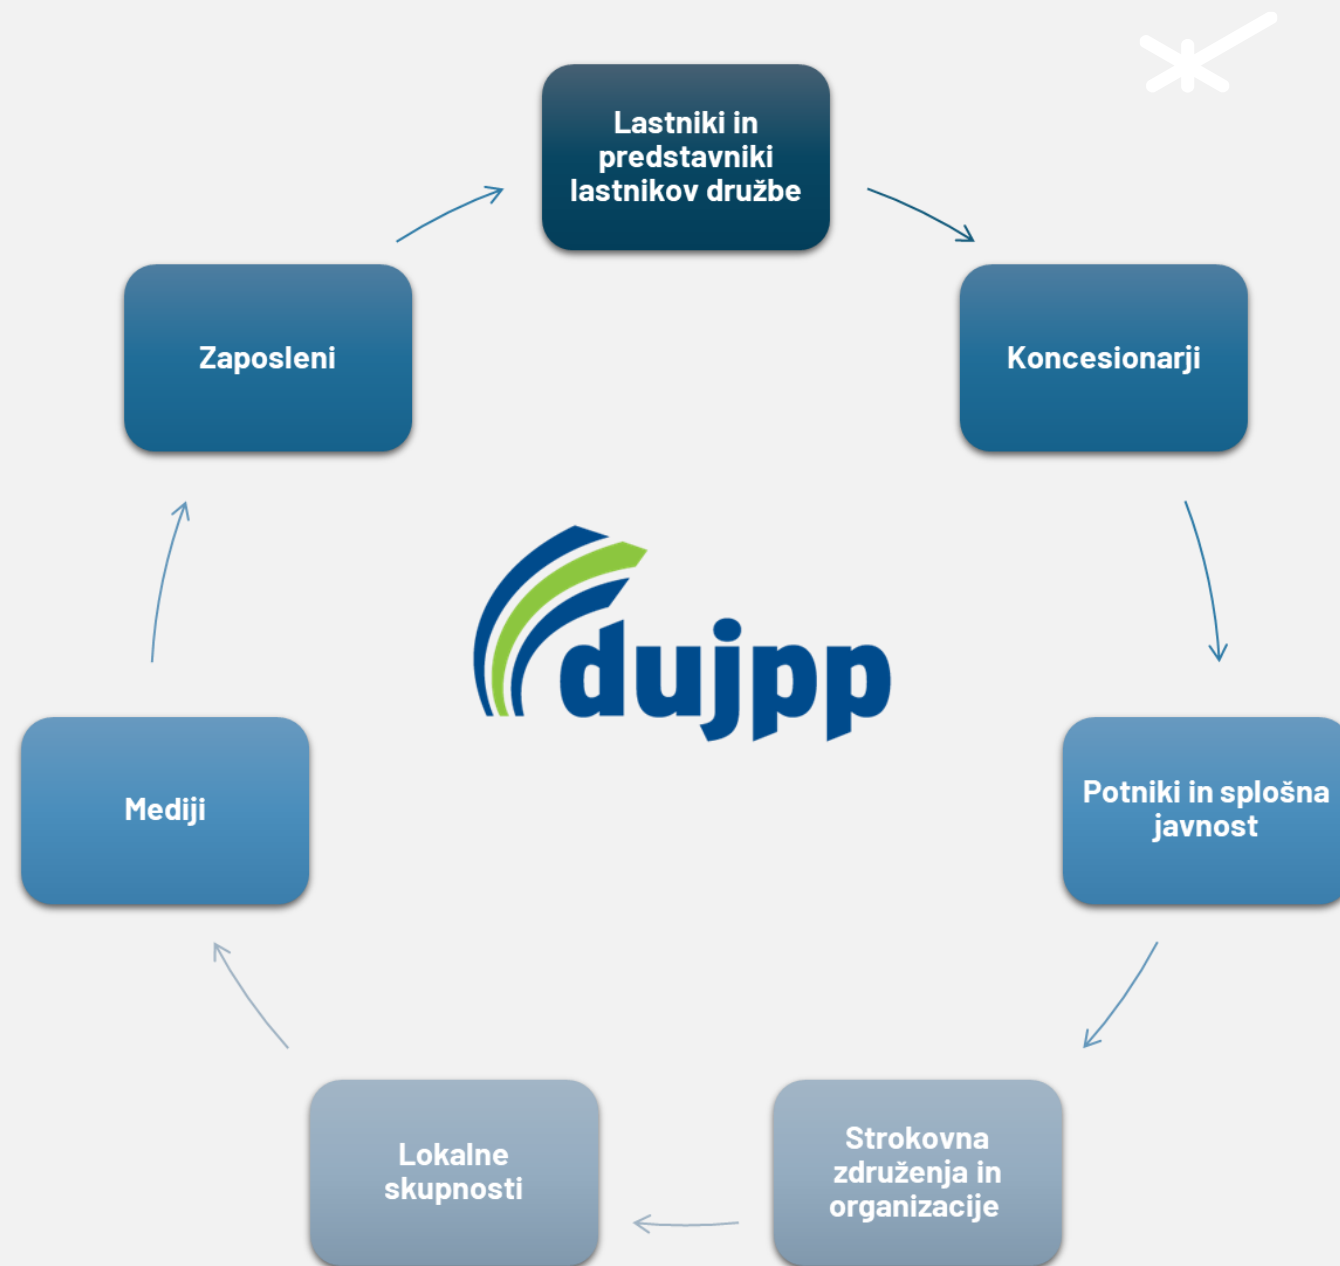 Lastniki in
predstavniki
lastnikov družbe
Koncesionarji
Potniki in splošna
javnost
Strokovna
združenja in
organizacije
Lokalne
skupnosti
Mediji
Zaposleni
dujpp